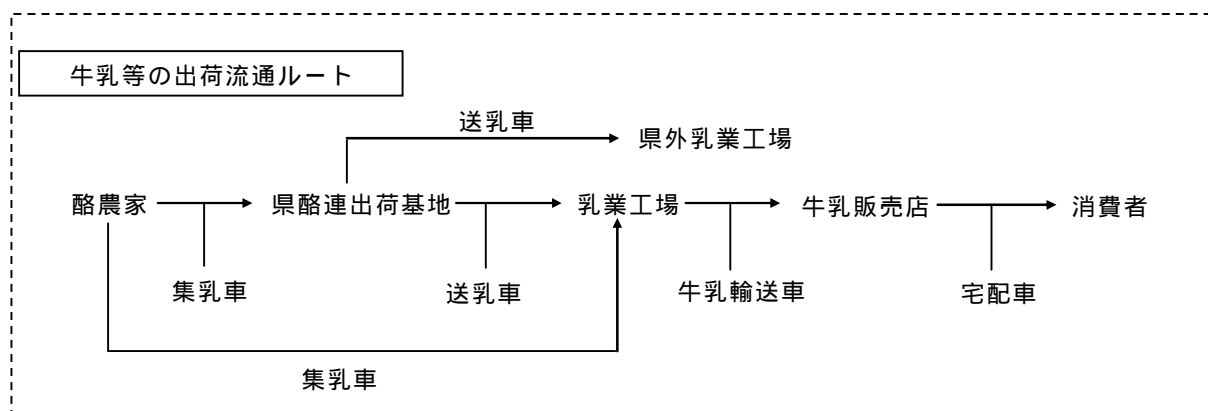 牛乳等の出荷流通ルート
送乳車
県外乳業工場
酪農家
県酪連出荷基地
乳業工場
牛乳販売店
消費者
集乳車
送乳車
牛乳輸送車
宅配車
集乳車